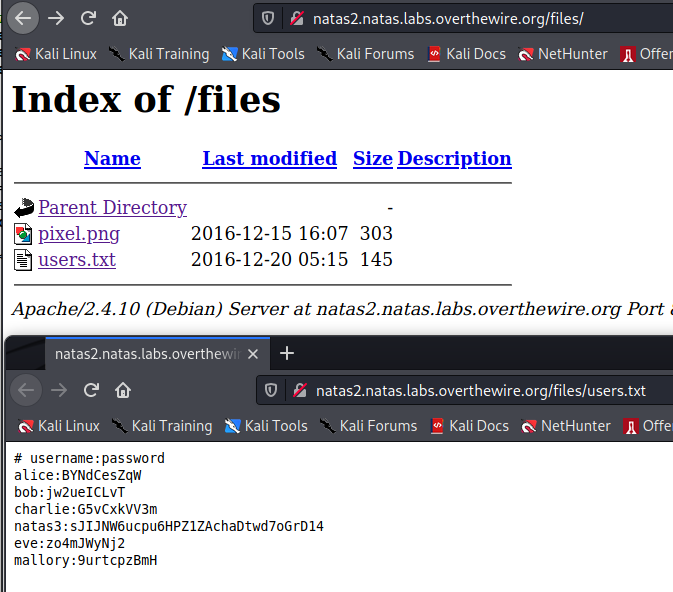 natas2.natas.labs.overthewire.org/files/
Kali Linux Kali Training Kali Tools Kali Forums Kali Docs NetHunter Offen
Index of /files
Name Last modified Size Description
Parent Directory -
pixel.png 2016-12-15 16:07 303
users.txt 2016-12-20 05:15 145
Apache/2.4.10 (Debian) Server at natas2.natas.labs.overthewire.org Port
natas2.natas.labs.overthewir
natas2.natas.labs.overthewire.org/files/users.txt
Kali Linux Kali Training Kali Tools Kali Forums Kali Docs NetHunter Offe
# username:password
alice:BYNdCesZqW
bob:jw2ueICLvT
charlie:G5vCxkVV3m
natas3:sJIJNW6ucpu6HPZ1ZAchaDtwd7oGrD14
eve:zo4mJWyNj2
mallory:9urtcpzBmH